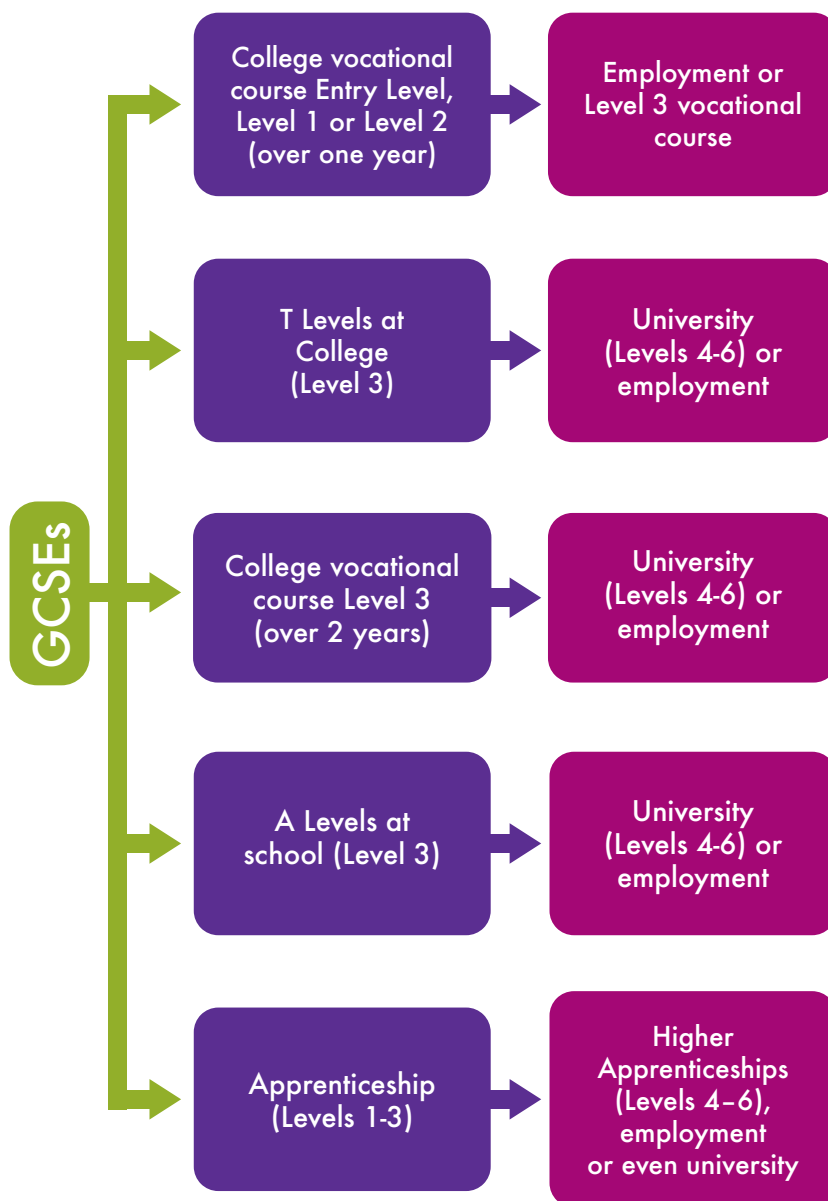 College vocational
course Entry Level,
Level 1 or Level 2
(over one year)
Employment or
Level 3 vocational
course
T Levels at
College
(Level 3)
University
(Levels 4-6) or
employment
GCSEs
College vocational
course Level 3
(over 2 years)
University
(Levels 4-6) or
employment
A Levels at
school (Level 3)
University
(Levels 4-6) or
employment
Apprenticeship
(Levels 1-3)
Higher
Apprenticeships
(Levels 4–6),
employment
or even university